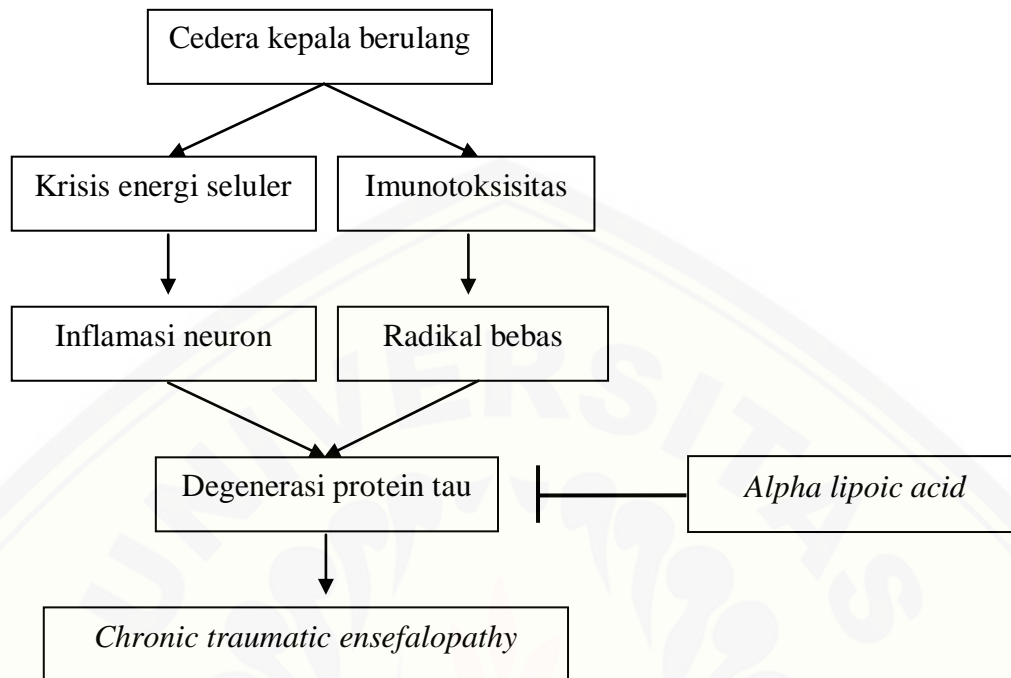 Cedera kepala berulang
Krisis energi seluler
Imunotoksisitas
Inflamasi neuron
Radikal bebas
Degenerasi protein tau
Alpha lipoic acid
Chronic traumatic ensefalopathy
UNIVERSITAS